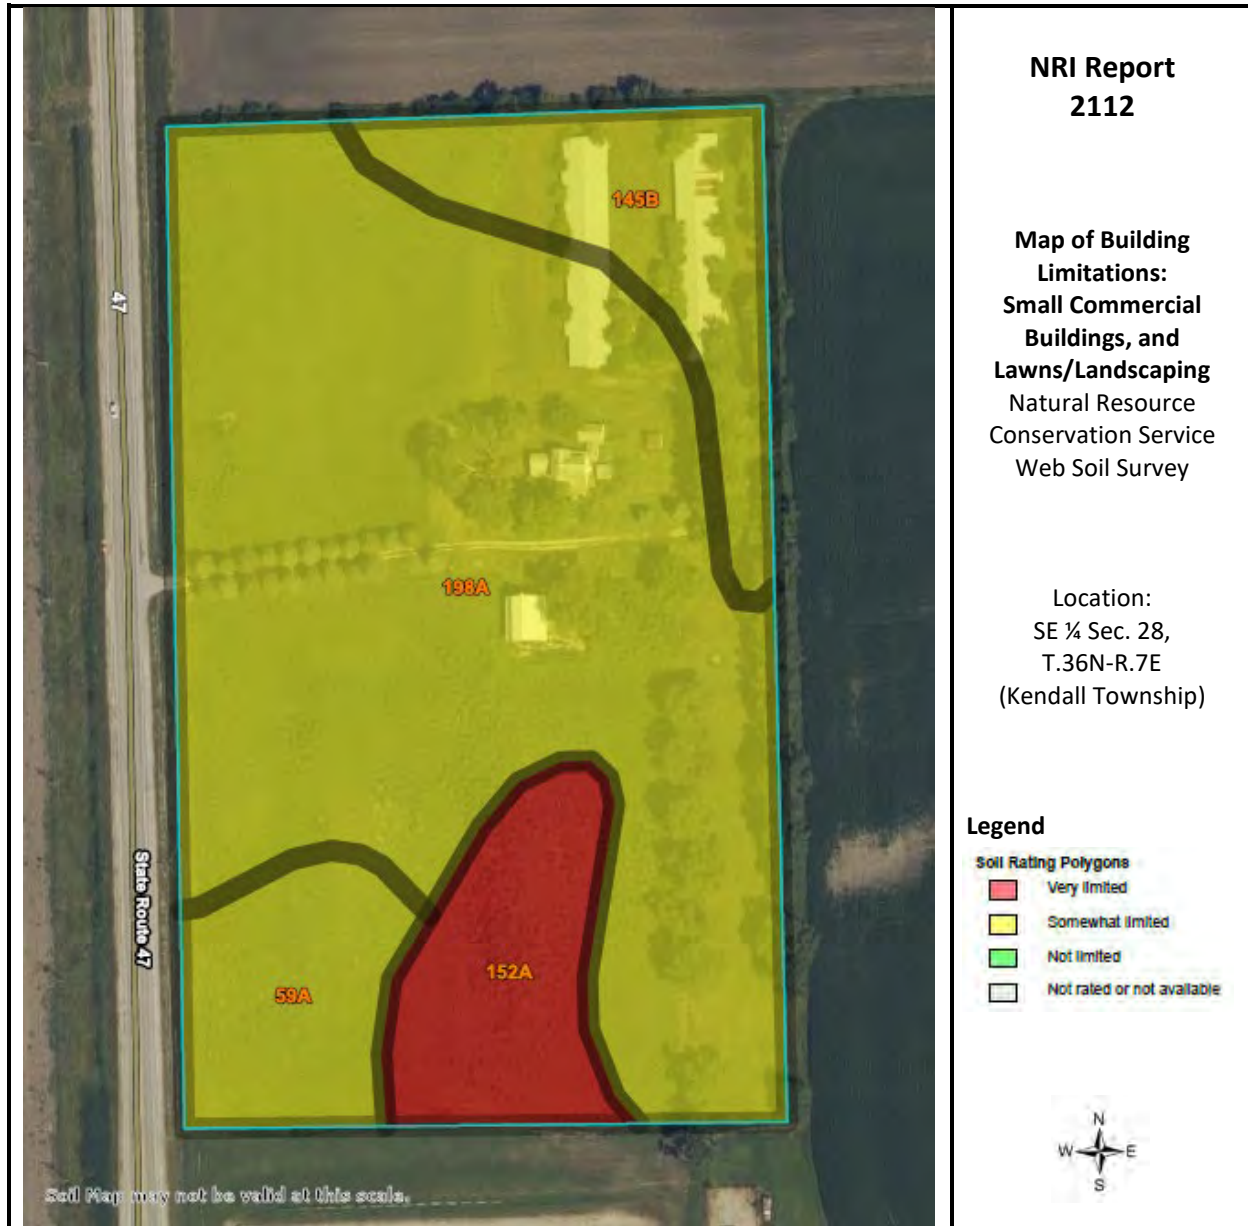 NRI Report
2112
Map of Building
Limitations:
Small Commercial
Buildings, and
Lawns/Landscaping
Natural Resource
Conservation Service
Web Soil Survey
Location:
SE ¼ Sec. 28,
T.36N-R.7E
(Kendall Township)
Legend
Soil Rating Polygons
Very limited
Somewhat limited
Not limited
Not rated or not available
N
W E
S
145B
47
198A
State Route 47
152A
59A
Soil Map may not be valid at this scale.